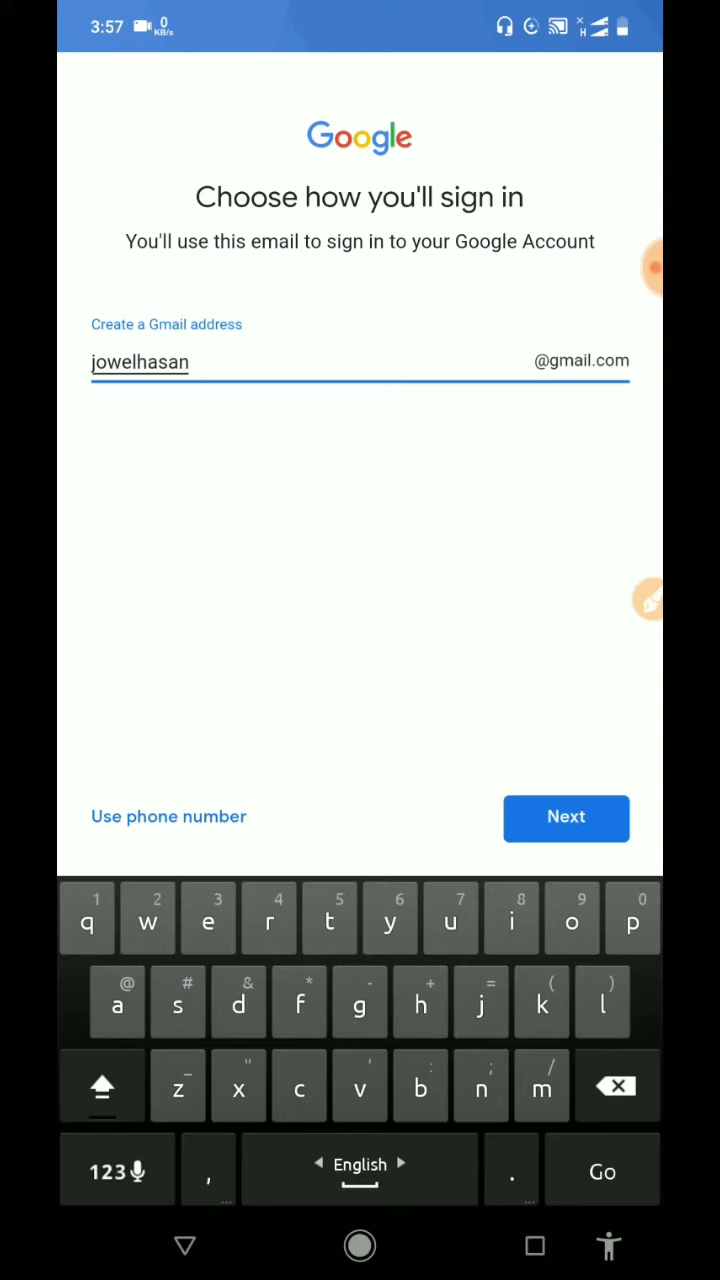 3:57 0 KB/s H
Google
Choose how you'll sign in
You'll use this email to sign in to your Google Account
Create a Gmail address
jowelhasan @gmail.com
Use phone number Next
1 2 3 4 5 6 7 8 9 0
q w e r t y u i o p
@ # & * - + = ( )
a s d f g h j k l
_ " ' : ; /
z x c v b n m
123 , English . Go